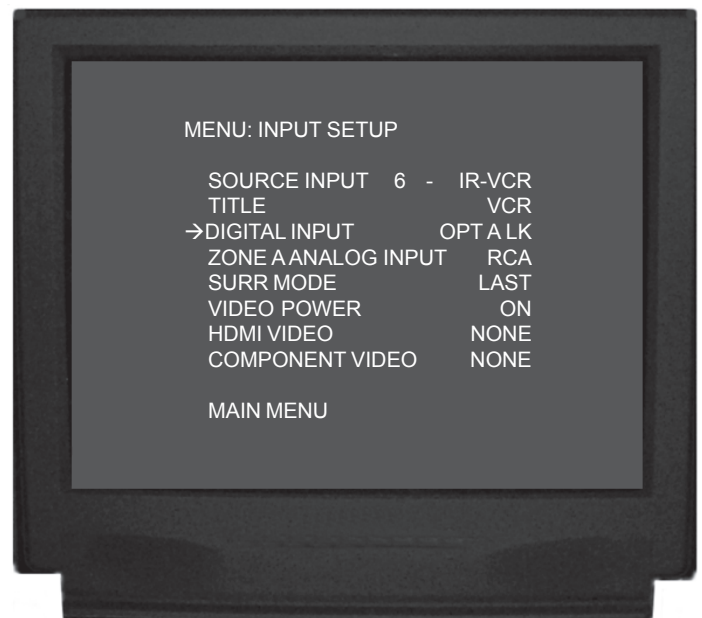 MENU: INPUT SETUP
SOURCE INPUT 6 - IR-VCR
TITLE VCR
→DIGITAL INPUT OPT A LK
ZONE A ANALOG INPUT RCA
SURR MODE LAST
VIDEO POWER ON
HDMI VIDEO NONE
COMPONENT VIDEO NONE
MAIN MENU